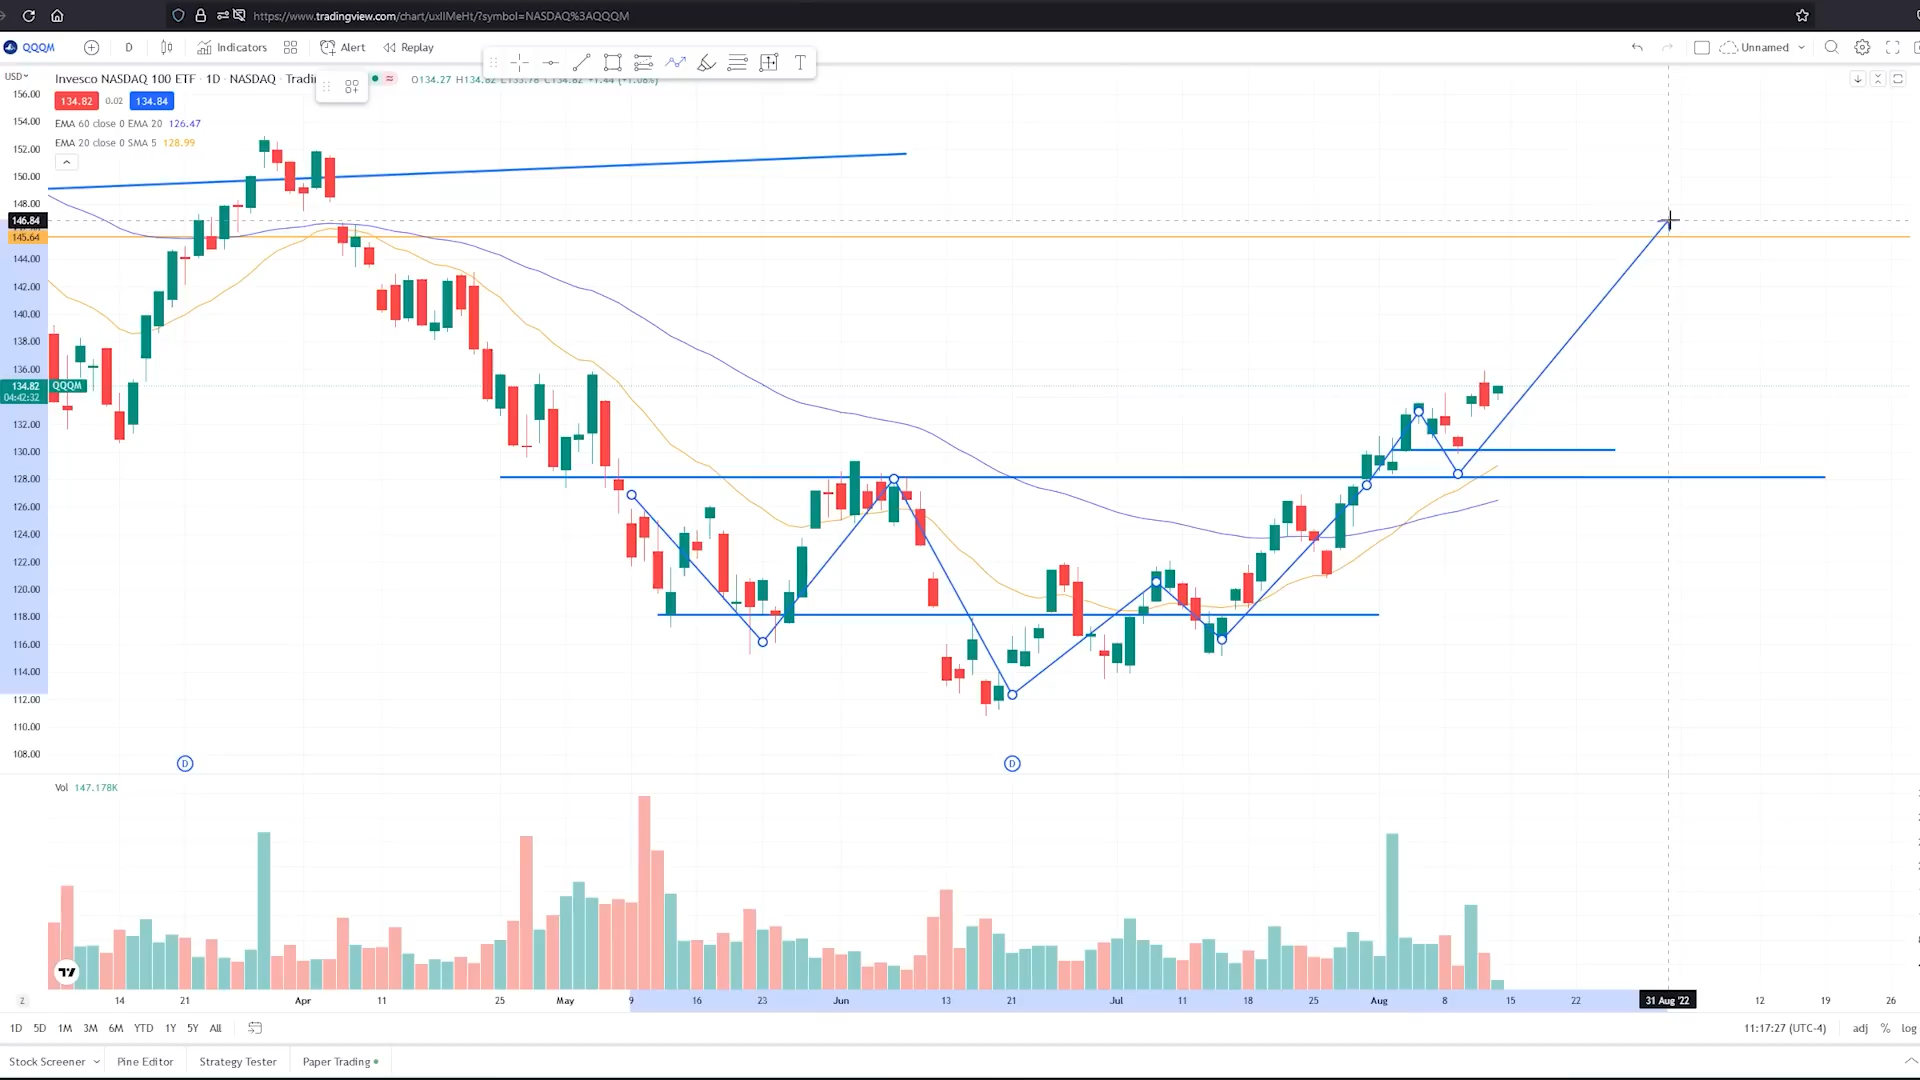 https://www.tradingview.com/chart/uxllMeHt/?symbol=NASDAQ%3AQQQM
QQQM D Indicators Alert Replay Unnamed
USD Invesco NASDAQ 100 ETF · 1D · NASDAQ · Tradin
134.82 0.02 134.84
EMA 60 close 0 EMA 20 126.47
EMA 20 close 0 SMA 5 128.99
156.00
154.00
152.00
150.00
148.00
146.84
145.64
144.00
142.00
140.00
138.00
136.00
134.82 QQQM
04:42:32
132.00
130.00
128.00
126.00
124.00
122.00
120.00
118.00
116.00
114.00
112.00
110.00
108.00
D D
Vol 147.178K
Z 14 21 Apr 11 25 May 9 16 23 Jun 13 21 Jul 11 18 25 Aug 8 15 22 31 Aug '22 12 19 26
1D 5D 1M 3M 6M YTD 1Y 5Y All 11:17:27 (UTC-4) adj % log
Stock Screener Pine Editor Strategy Tester Paper Trading